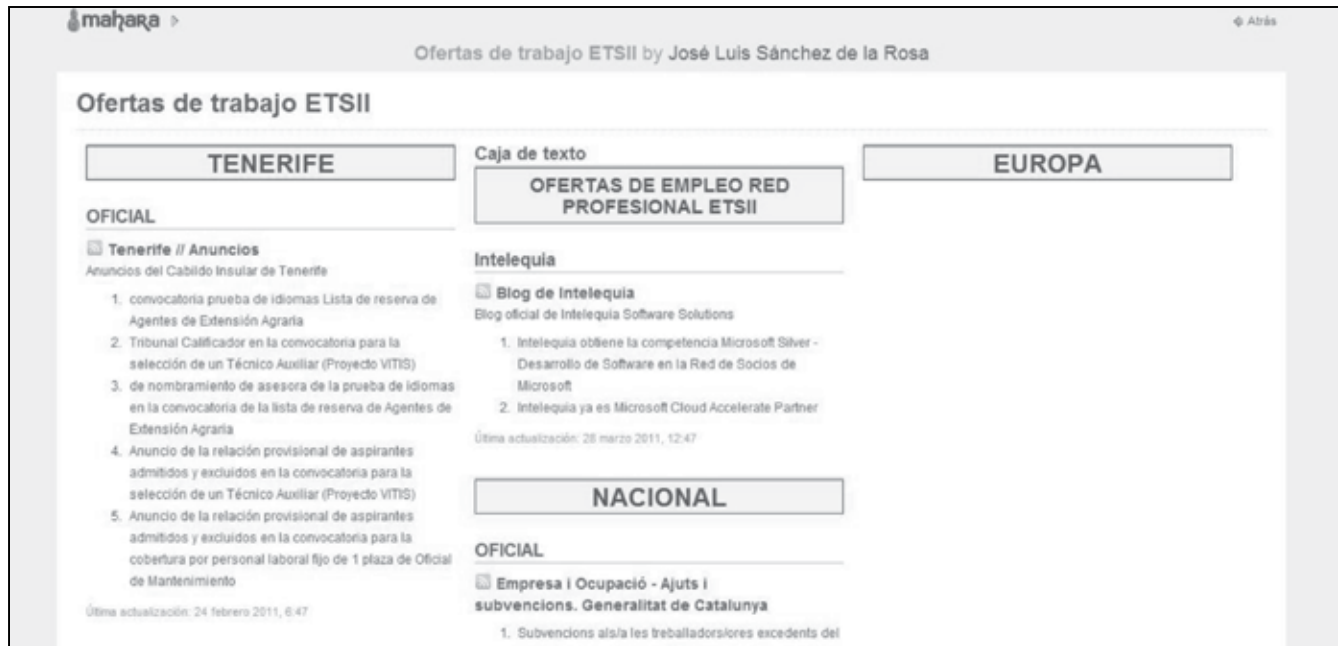 mahara
Atrás
Ofertas de trabajo ETSII by José Luis Sánchez de la Rosa
Ofertas de trabajo ETSII
TENERIFE
OFICIAL
Tenerife // Anuncios
Anuncios del Cabildo Insular de Tenerife
1. convocatoria prueba de idiomas Lista de reserva de
Agentes de Extensión Agraria
2. Tribunal Calificador en la convocatoria para la
selección de un Técnico Auxiliar (Proyecto VITIS)
3. de nombramiento de asesora de la prueba de idiomas
en la convocatoria de la lista de reserva de Agentes de
Extensión Agraria
4. Anuncio de la relación provisional de aspirantes
admitidos y excluidos en la convocatoria para la
selección de un Técnico Auxiliar (Proyecto VITIS)
5. Anuncio de la relación provisional de aspirantes
admitidos y excluidos en la convocatoria para la
cobertura por personal laboral fijo de 1 plaza de Oficial
de Mantenimiento
Última actualización: 24 febrero 2011, 6:47
Caja de texto
OFERTAS DE EMPLEO RED
PROFESIONAL ETSII
Intelequia
Blog de Intelequia
Blog oficial de Intelequia Software Solutions
1. Intelequia obtiene la competencia Microsoft Silver -
Desarrollo de Software en la Red de Socios de
Microsoft
2. Intelequia ya es Microsoft Cloud Accelerate Partner
Última actualización: 28 marzo 2011, 12:47
NACIONAL
OFICIAL
Empresa i Ocupació - Ajuts i
subvencions. Generalitat de Catalunya
1. Subvencions als/a les treballadors/ores excedents del
EUROPA